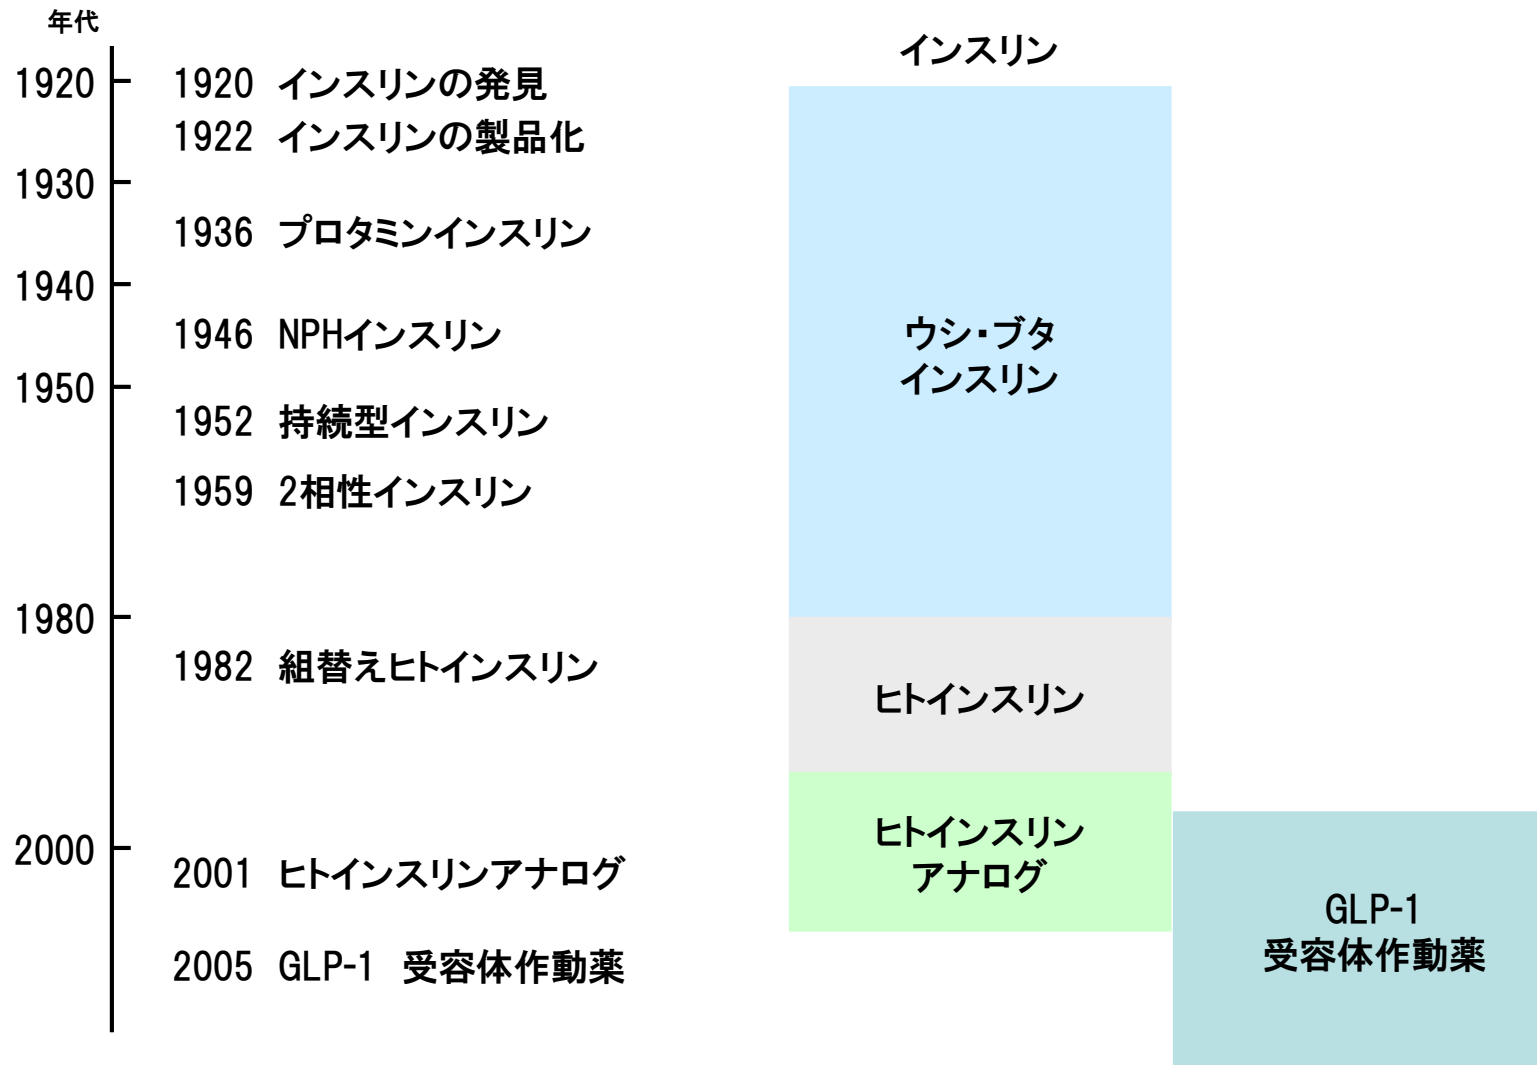 年代
1920
1930
1940
1950
1980
2000
1920 インスリンの発見
1922 インスリンの製品化
1936 プロタミンインスリン
1946 NPHインスリン
1952 持続型インスリン
1959 2相性インスリン
1982 組替えヒトインスリン
2001 ヒトインスリンアナログ
2005 GLP-1 受容体作動薬
インスリン
ウシ・ブタ
インスリン
ヒトインスリン
ヒトインスリン
アナログ
GLP-1
受容体作動薬